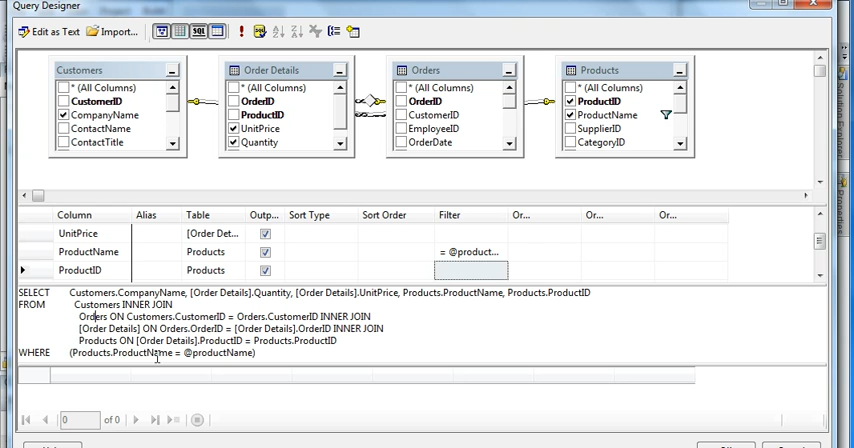 Query Designer
Edit as Text Import... SQL
Customers Order Details Orders Products
* (All Columns) * (All Columns) * (All Columns) * (All Columns)
CustomerID OrderID OrderID ProductID
CompanyName ProductID CustomerID ProductName
ContactName UnitPrice EmployeeID SupplierID
ContactTitle Quantity OrderDate CategoryID
Column Alias Table Outp... Sort Type Sort Order Filter Or... Or... Or...
UnitPrice [Order Det...
ProductName Products = @product...
ProductID Products
SELECT Customers.CompanyName, [Order Details].Quantity, [Order Details].UnitPrice, Products.ProductName, Products.ProductID
FROM Customers INNER JOIN
Orders ON Customers.CustomerID = Orders.CustomerID INNER JOIN
[Order Details] ON Orders.OrderID = [Order Details].OrderID INNER JOIN
Products ON [Order Details].ProductID = Products.ProductID
WHERE (Products.ProductName = @productName)
0 of 0
Solution Explorer